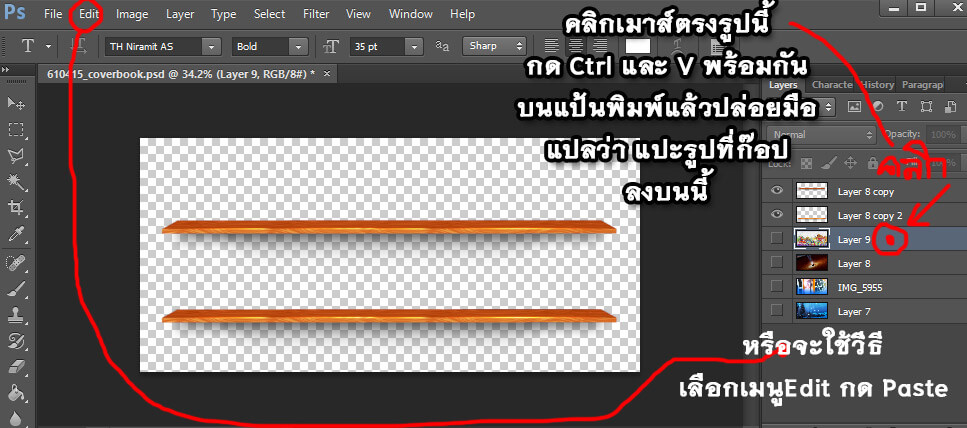 Ps File Edit Image Layer Type Select Filter View Window Help
T TH Niramit AS Bold 35 pt aa Sharp
610415_coverbook.psd @ 34.2% (Layer 9, RGB/8#) * ×
คลิกเมาส์ตรงรูปนี้
กด Ctrl และ V พร้อมกัน
บนแป้นพิมพ์แล้วปล่อยมือ
แปลว่า แปะรูปที่ก๊อป
ลงบนนี้
Layers Characte History Paragrap
Normal Opacity: 100%
Lock: 
คลิก
Layer 8 copy
Layer 8 copy 2
Layer 9
Layer 8
IMG_5955
Layer 7
หรือจะใช้วีธี
เลือกเมนูEdit กด Paste